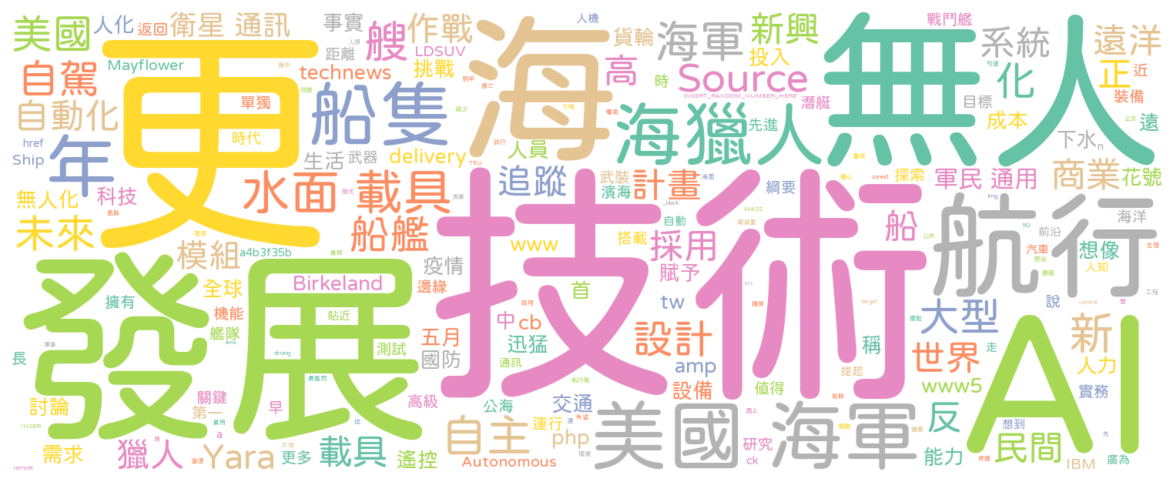 美國
人化
返回
衛星 通訊
事實
艘
作戰
LDSUV
挑戰
海
貨輪
海軍
新興
投入
人機
無人
戰鬥艦
系統
遠洋
自駕
Mayflower
更
距離
technews
高
時
Source
INSERT_RANDOM_NUMBER_HERE
潛艇
化
目標
正
近
裝備
自動化
單獨
時代
船隻
海獵人
先進
成本
遠
href
Ship
年
生活
武器
delivery
人員
下水
n
無人化
科技
水面 載具
追蹤
武裝
濱海
計畫
綱要
探索
軍民 通用
商業
花號
未來
船艦
技術
搭載
自動
採用
船
航行
海洋
前沿
模組
a4b3f35b
疫情
www
賦予
汽車
想像
人知
Birkeland
邊緣
首
tw
說
全球
擁有
機能
艦隊
貼近
測試
發展
五月
國防
中
cb
迅猛
通訊
設計
amp
設備
大型
稱
世界
走
AI
新
人力
長
討論
關鍵
第一
早
高級
公海
交通
值得
提起
www5
實務
需求
獵人
a
Yara
更多
載具
遙控
自主
運行
php
Autonomous
美國 海軍
研究
ck
反
能力
想到
民間
IBM
廣為